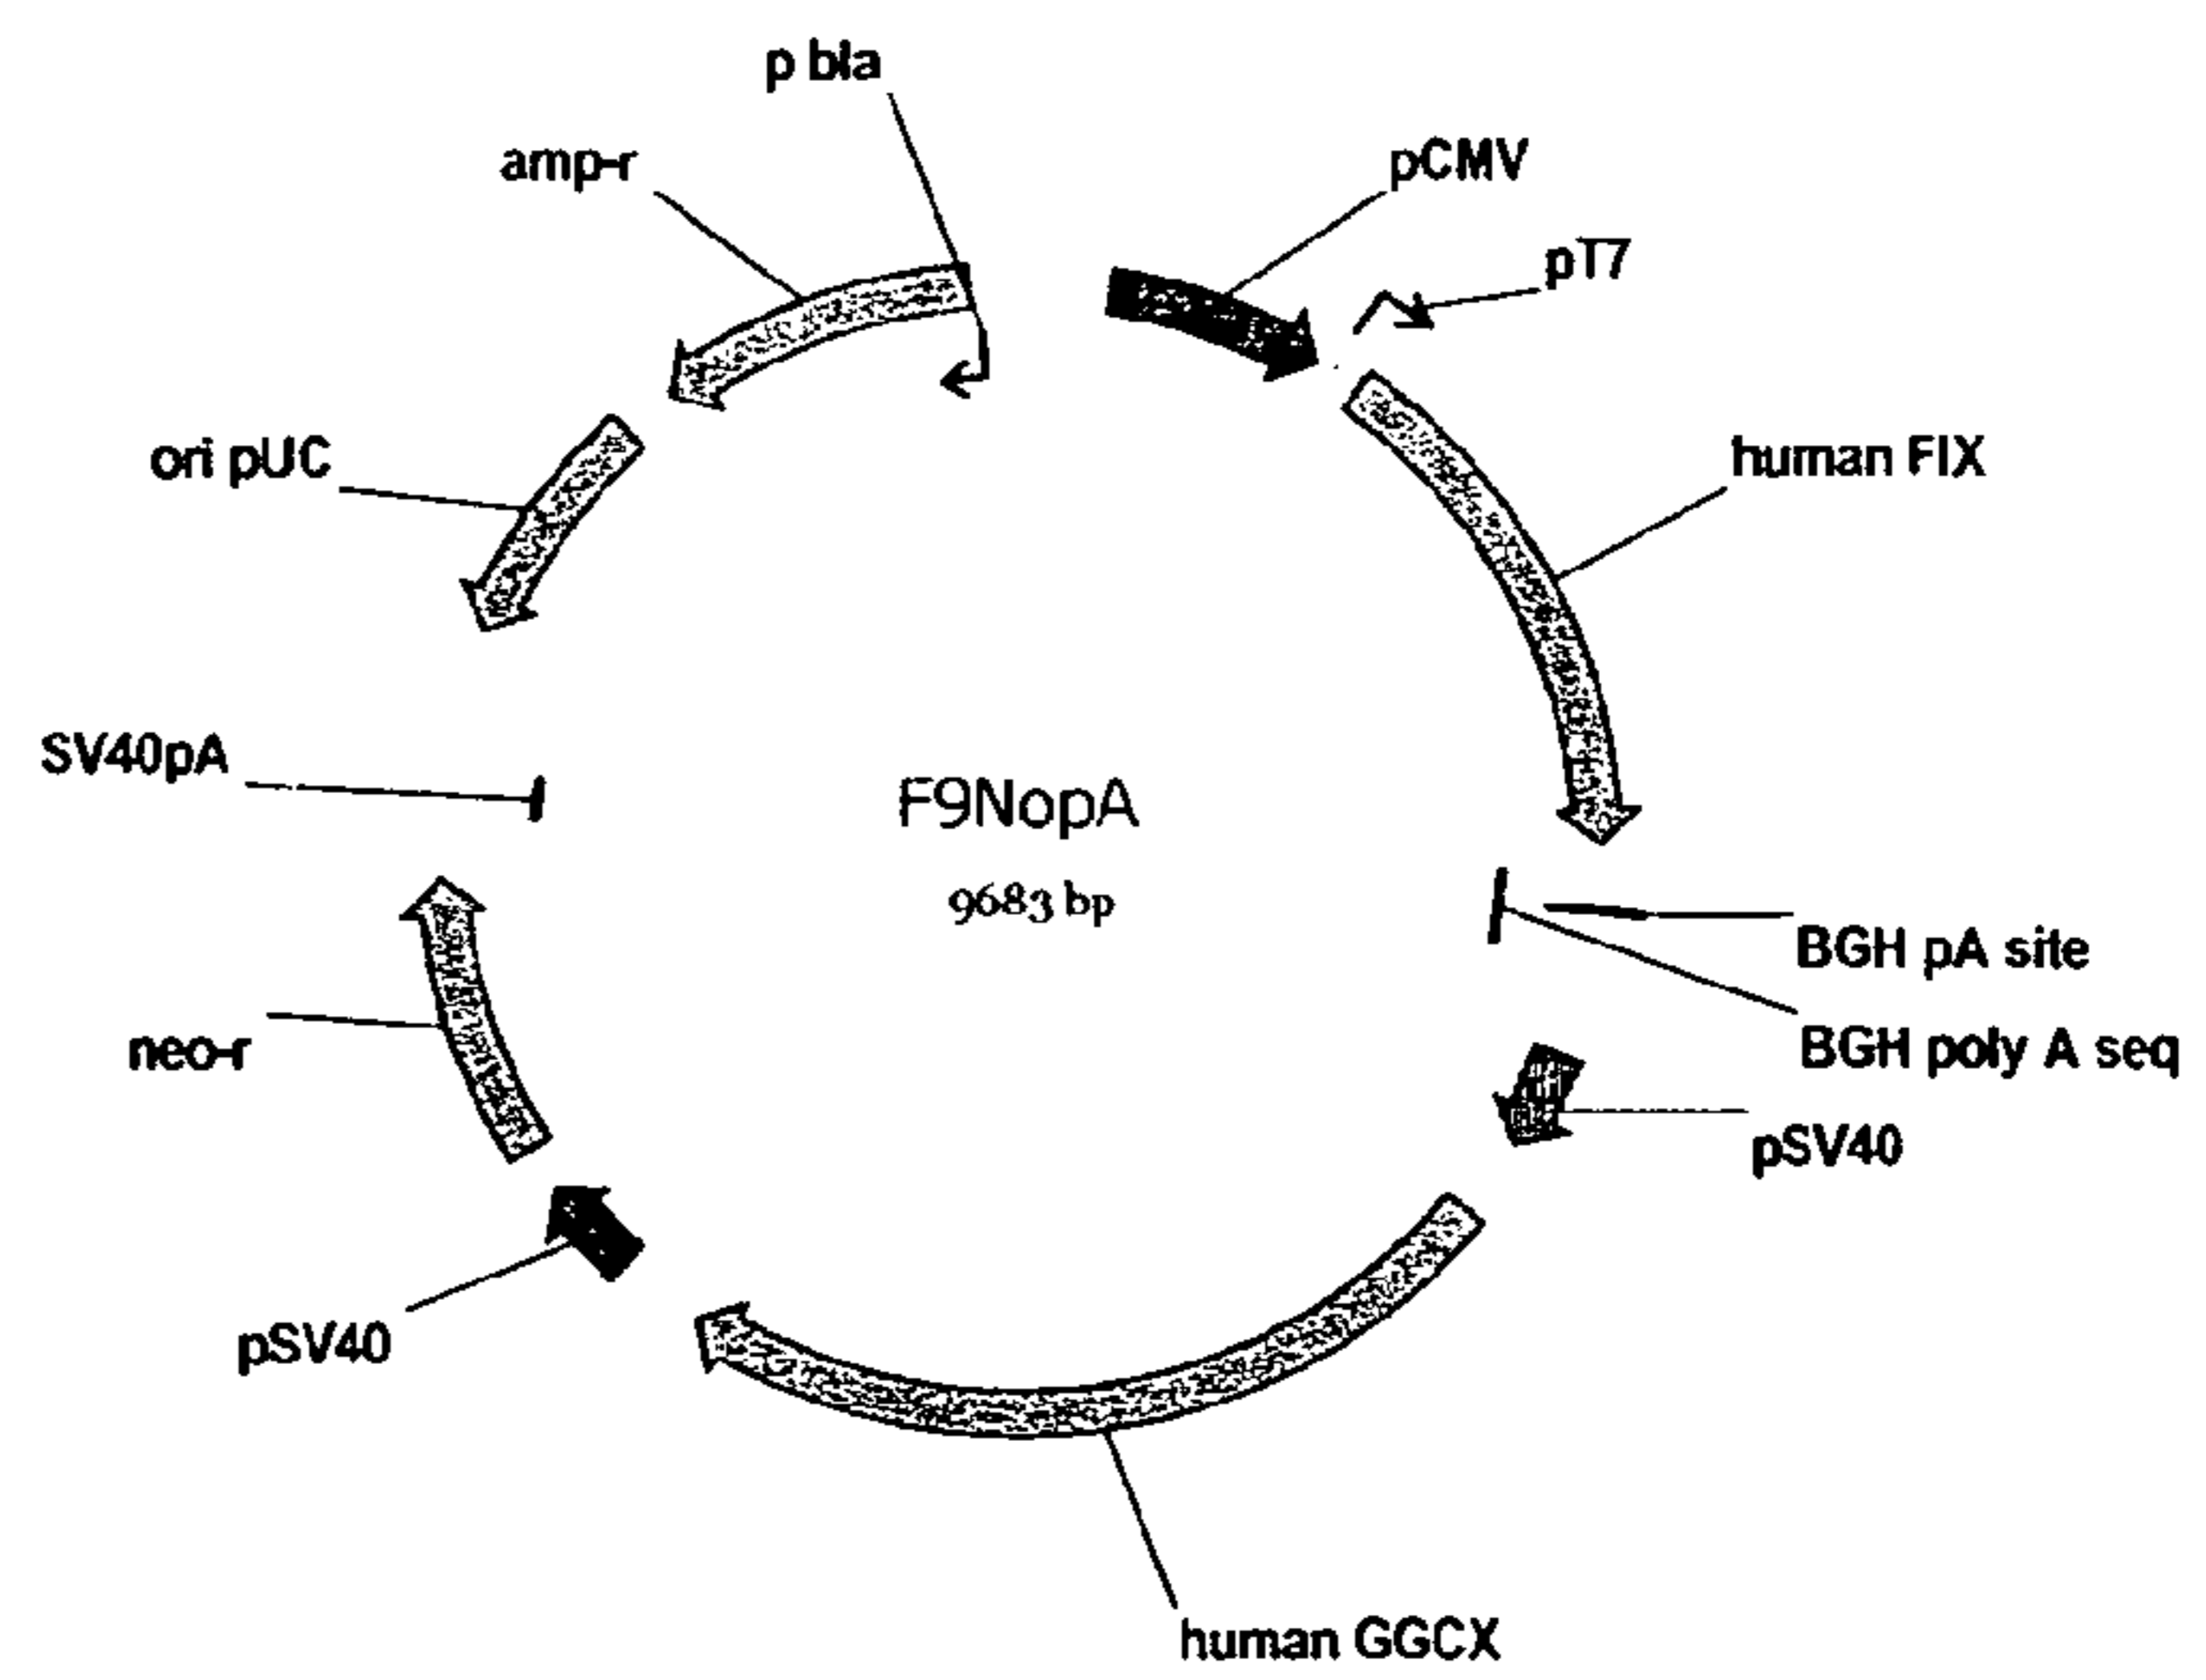 p bla
amp-r
pCMV
pT7
ori pUC
human FIX
SV40pA
F9NopA
9683 bp
BGH pA site
neo-r
BGH poly A seq
pSV40
pSV40
human GGCX